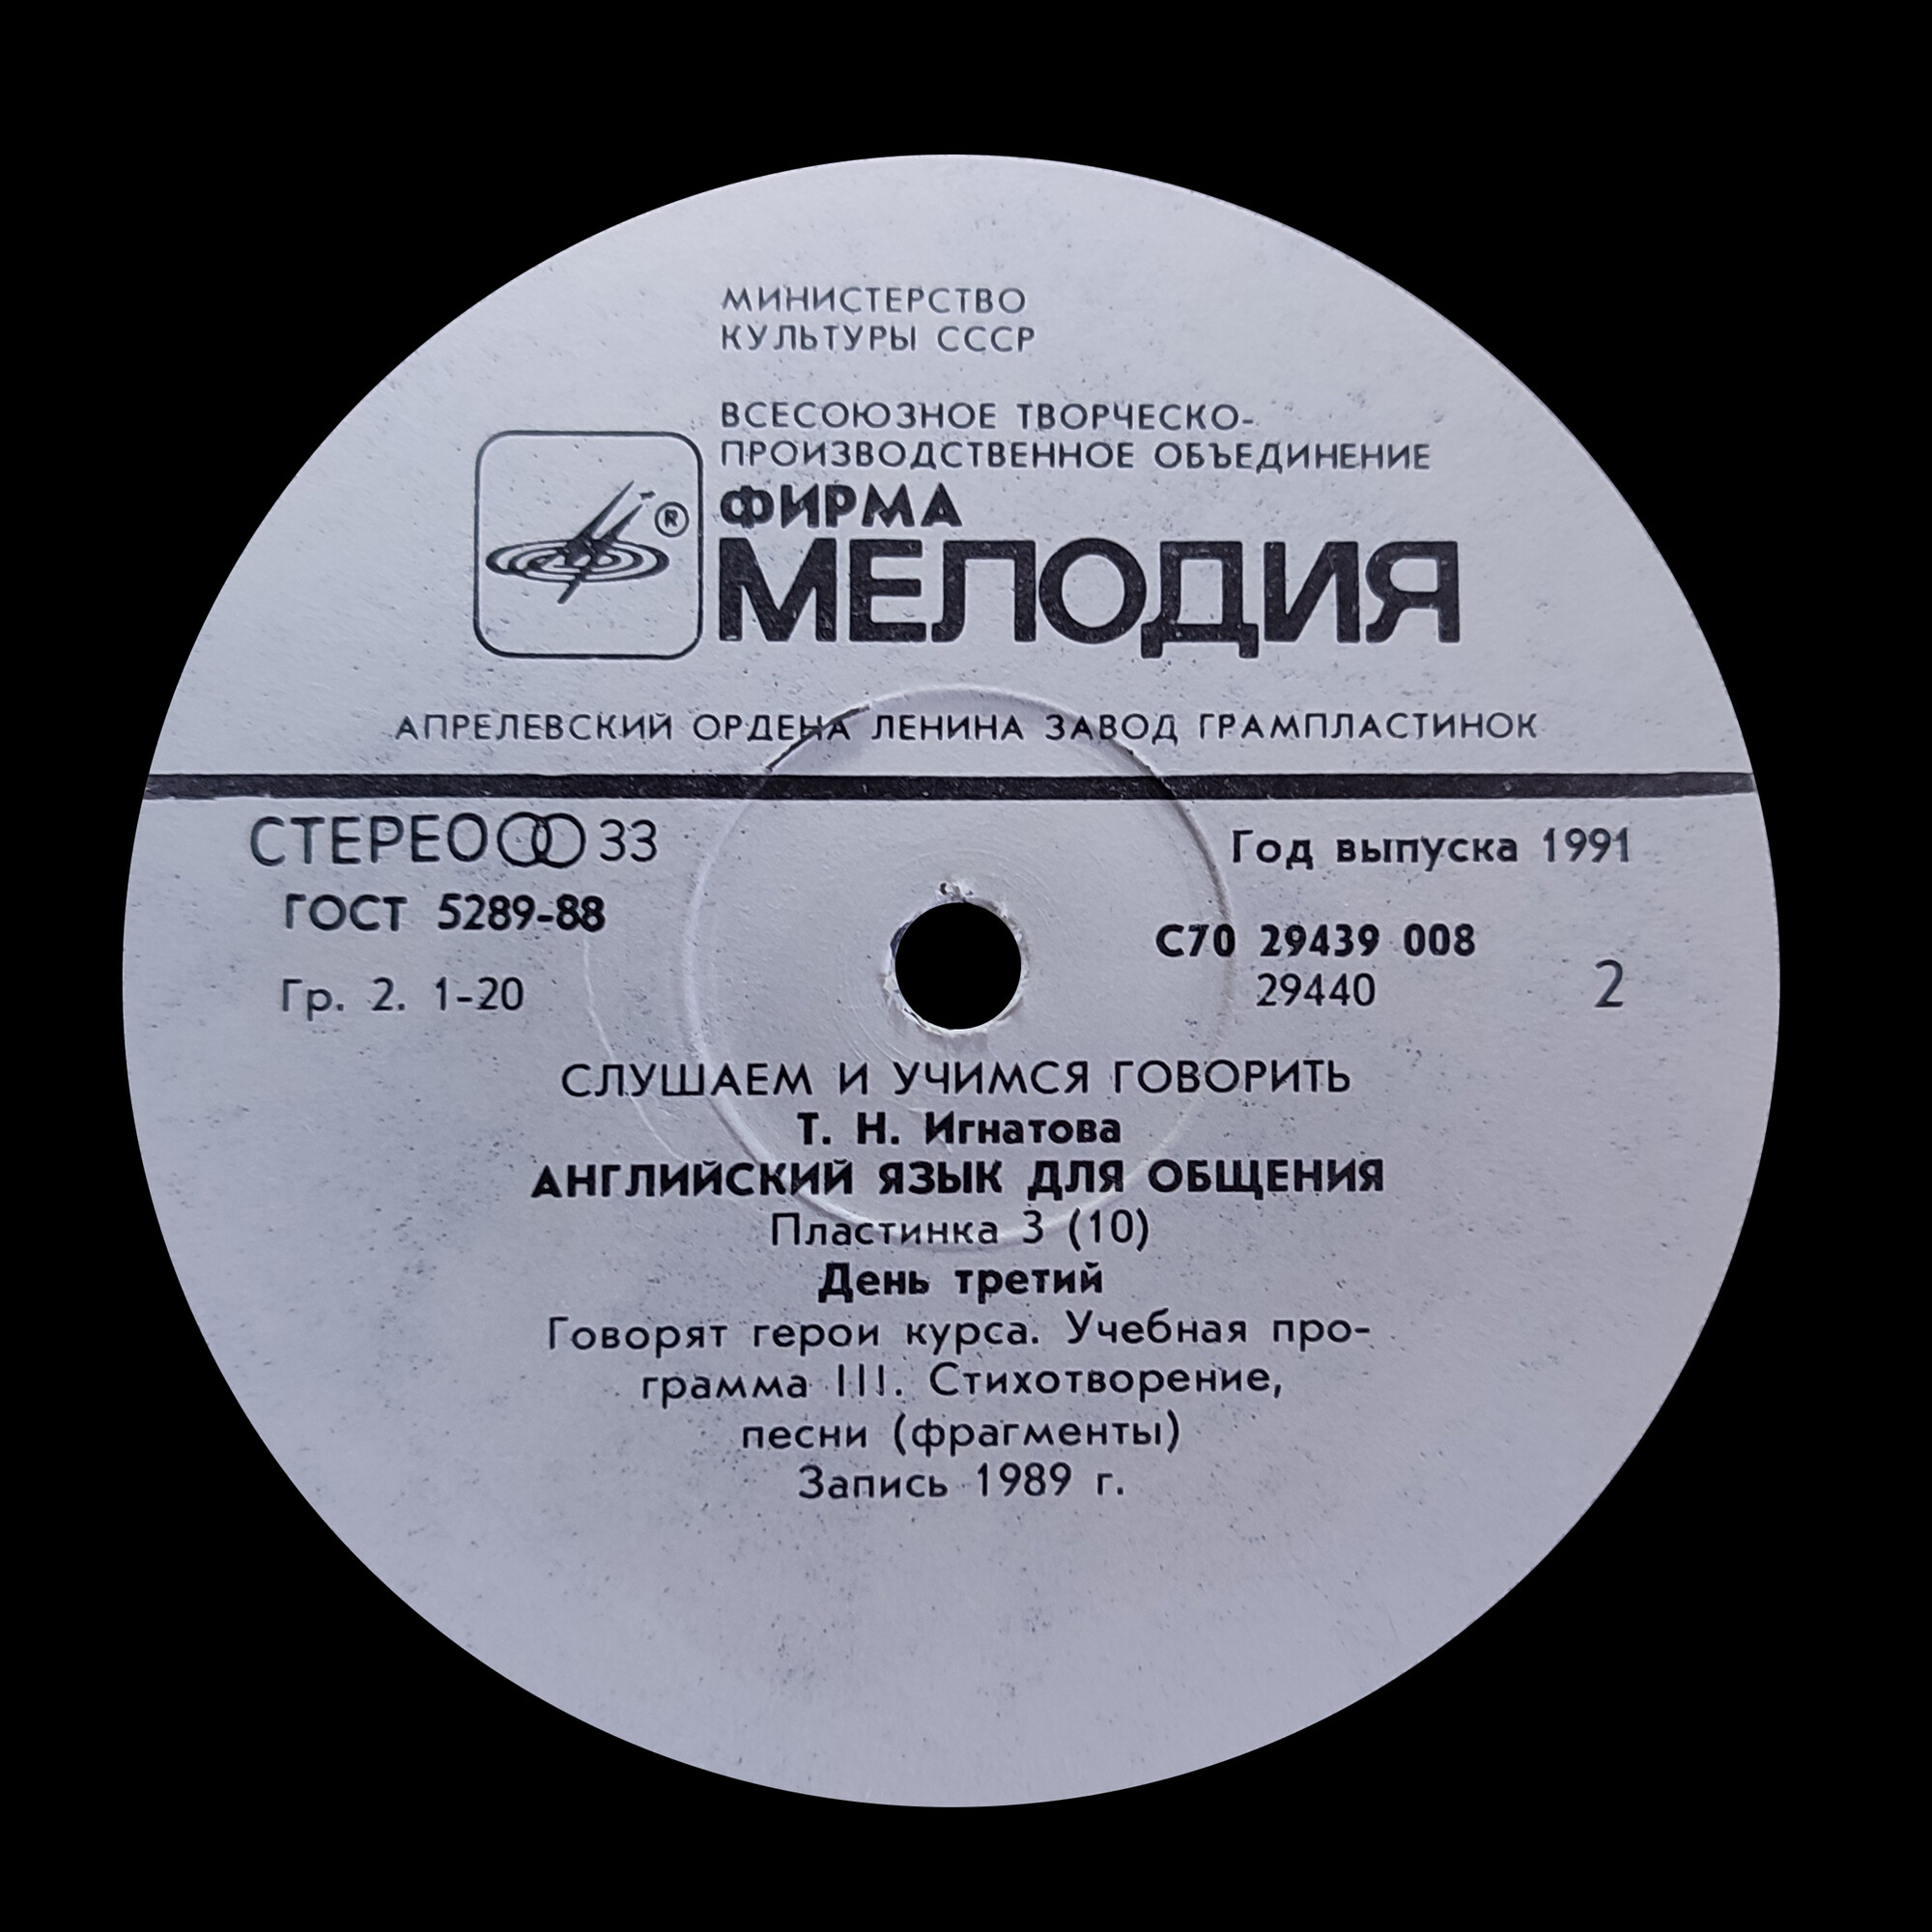 МИНИСТЕРСТВО
КУЛЬТУРЫ СССР
ВСЕСОЮЗНОЕ ТВОРЧЕСКО-
ПРОИЗВОДСТВЕННОЕ ОБЪЕДИНЕНИЕ
ФИРМА
®
МЕЛОДИЯ
АПРЕЛЕВСКИЙ ОРДЕНА ЛЕНИНА ЗАВОД ГРАМПЛАСТИНОК
СТЕРЕО 33
Год выпуска 1991
ГОСТ 5289-88
С70 29439 008
Гр. 2. 1-20
29440
2
СЛУШАЕМ И УЧИМСЯ ГОВОРИТЬ
Т. Н. Игнатова
АНГЛИЙСКИЙ ЯЗЫК ДЛЯ ОБЩЕНИЯ
Пластинка 3 (10)
День третий
Говорят герои курса. Учебная про-
грамма III. Стихотворение,
песни (фрагменты)
Запись 1989 г.